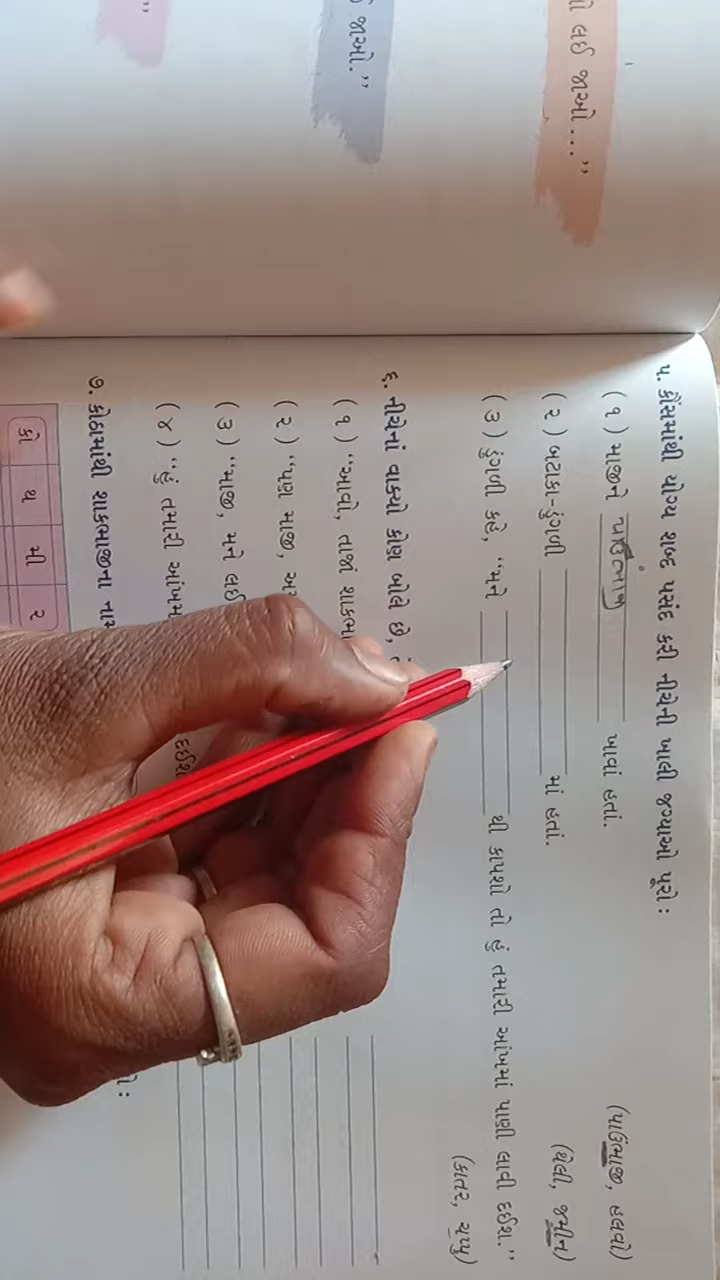 લઈ જાઓ...”
જાઓ.”
”
૫. કૌંસમાંથી યોગ્ય શબ્દ પસંદ કરી નીચેની ખાલી જગ્યાઓ પૂરો :
(૧) માજીને પાઉંભાજી ખાવાં હતાં. (પાઉંભાજી, હલવો)
(૨) બટાકા-ડુંગળી માં હતાં. (થેલી, જમીન)
(૩) ડુંગળી કહે, “મને થી કાપશો તો હું તમારી આંખમાં પાણી લાવી દઈશ.”
(કાતર, ચપ્પુ)
૬. નીચેનાં વાક્યો કોણ બોલે છે,
(૧) “આવો, તાજાં શાકભા
(૨) “પણ માજી,
(૩) “માજી, મને લઈ
(૪) “હું તમારી આંખમાં દઈશ
૭. કોઠામાંથી શાકભાજીના નામ :
કો થ મી ર